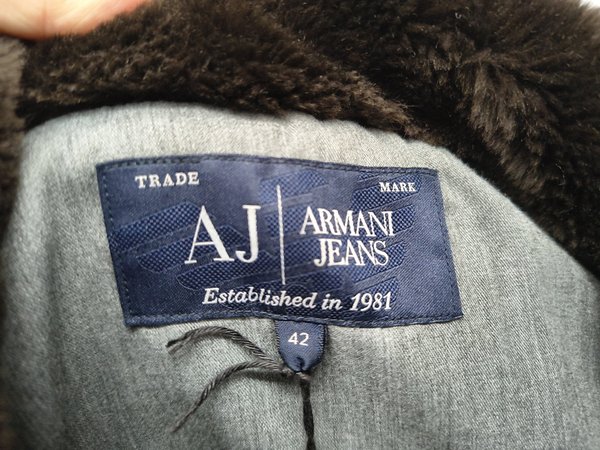 TRADE MARK
AJ ARMANI
JEANS
Established in 1981
42